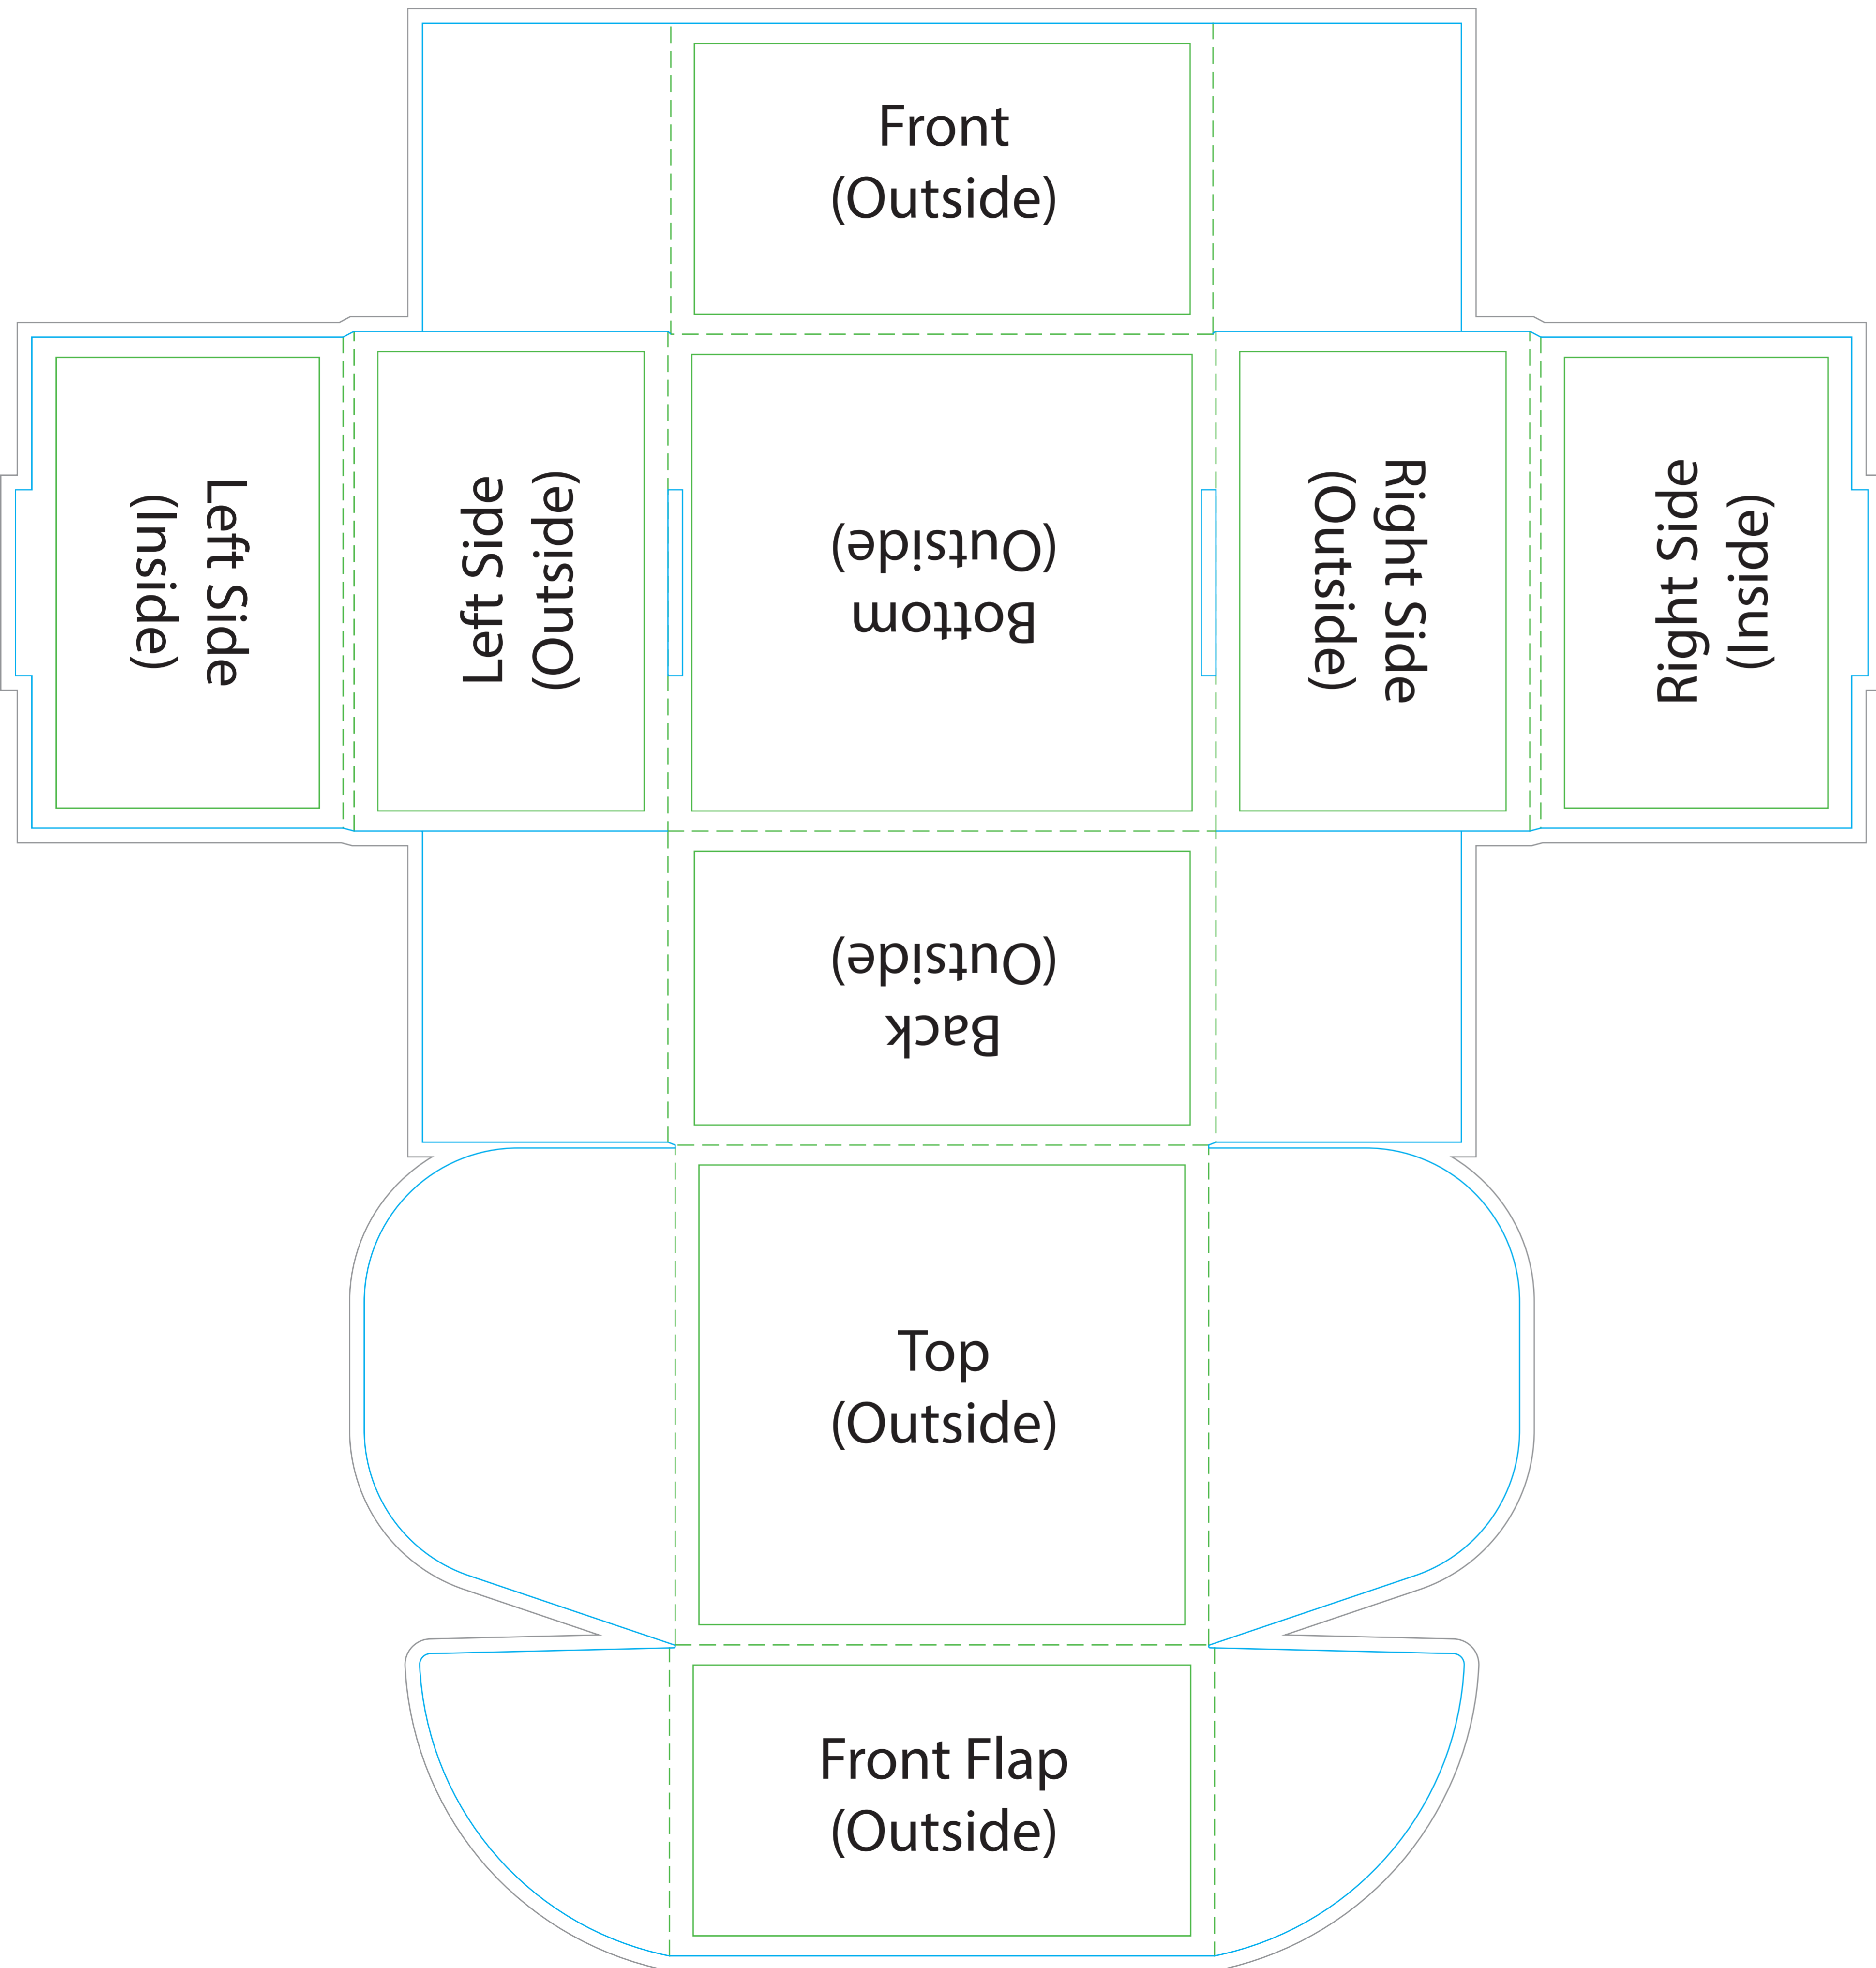 Front
(Outside)
Left Side
(Inside)
Left Side
(Outside)
Bottom
(Outside)
Right Side
(Outside)
Right Side
(Inside)
Back
(Outside)
Top
(Outside)
Front Flap
(Outside)